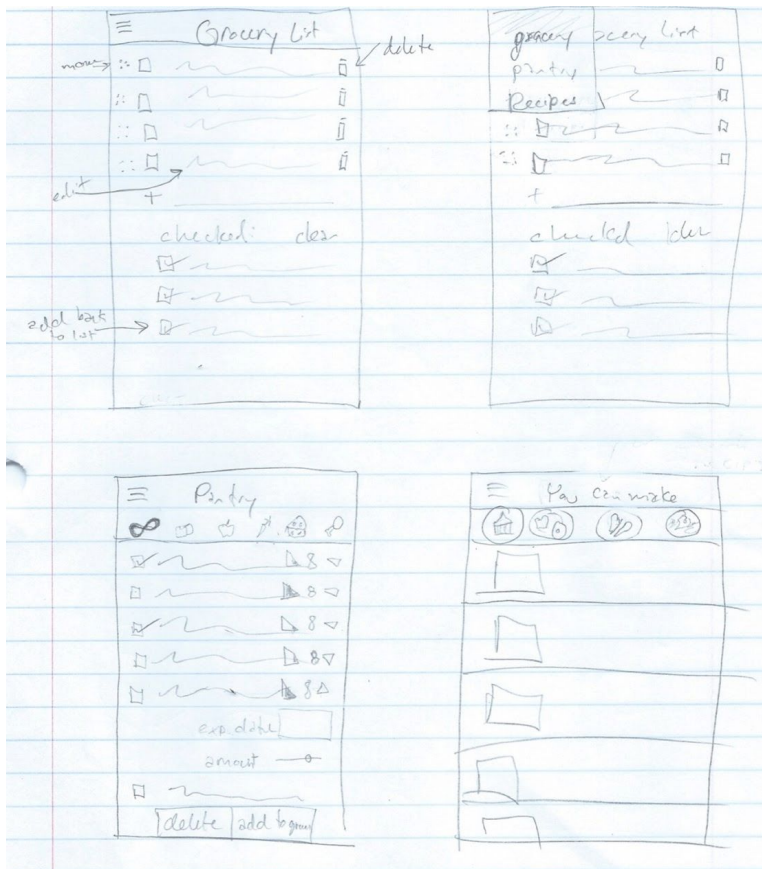 Grocery List
delete
move
edit
+
checked: clear
add back
to list
grocery
pantry
Recipes
ocery List
+
checked clear
Pantry
∞
8
8
8
8
8
exp. date
amount
delete add to grocery
You can make